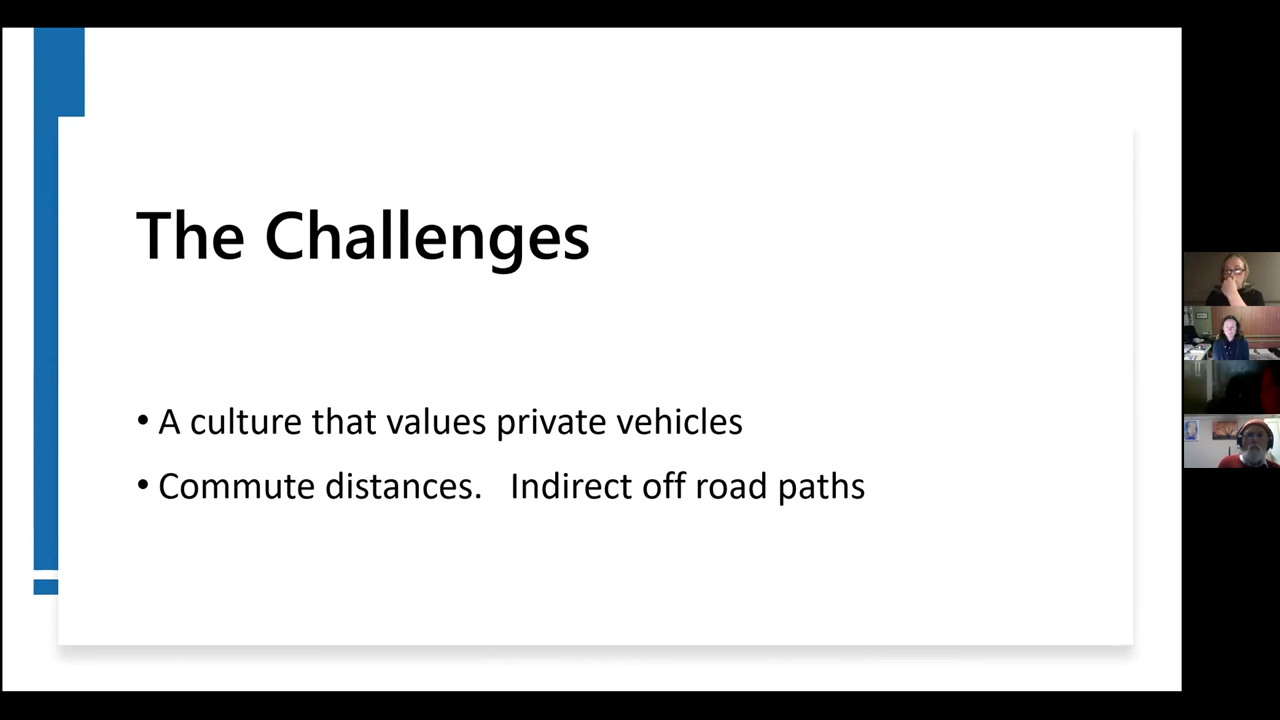 The Challenges
• A culture that values private vehicles
• Commute distances.   Indirect off road paths